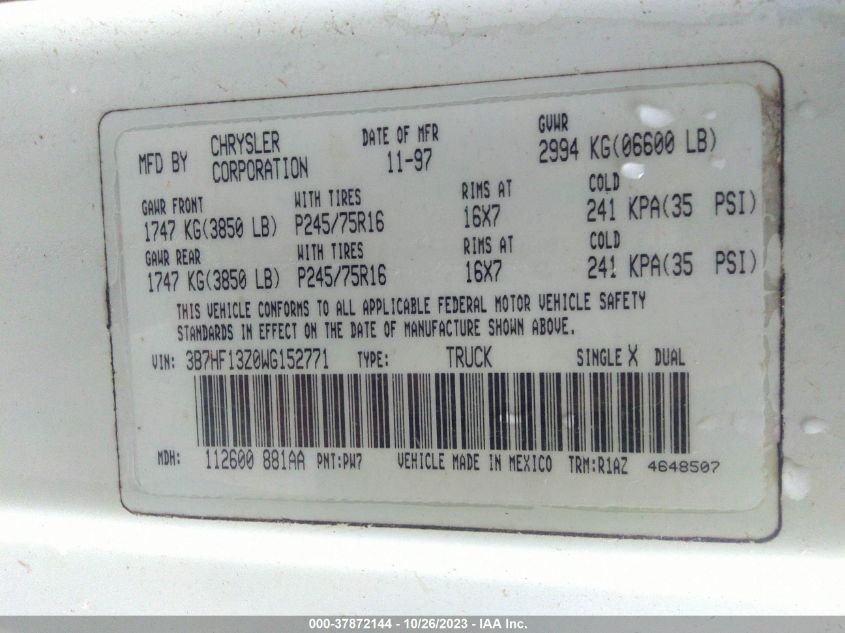 MFD BY CHRYSLER CORPORATION DATE OF MFR 11-97 GVWR 2994 KG(06600 LB)
GAWR FRONT WITH TIRES RIMS AT COLD
1747 KG(3850 LB) P245/75R16 16X7 241 KPA(35 PSI)
GAWR REAR WITH TIRES RIMS AT COLD
1747 KG(3850 LB) P245/75R16 16X7 241 KPA(35 PSI)
THIS VEHICLE CONFORMS TO ALL APPLICABLE FEDERAL MOTOR VEHICLE SAFETY
STANDARDS IN EFFECT ON THE DATE OF MANUFACTURE SHOWN ABOVE.
VIN: 3B7HF13Z0WG152771 TYPE: TRUCK SINGLE X DUAL
MDH: 112600 881AA PNT:PW7 VEHICLE MADE IN MEXICO TRM:R1AZ 4648507
000-37872144 - 10/26/2023 - IAA Inc.